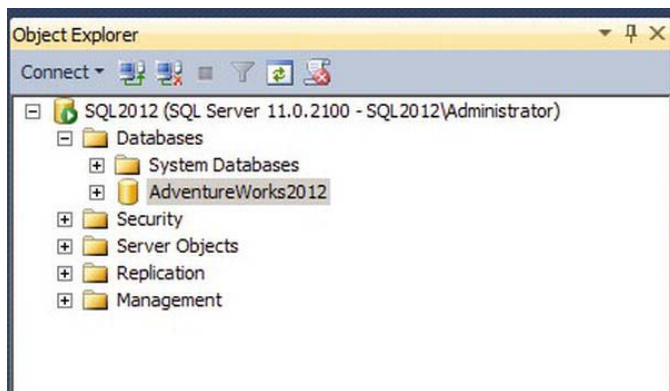 Object Explorer
Connect
SQL2012 (SQL Server 11.0.2100 - SQL2012\Administrator)
Databases
System Databases
AdventureWorks2012
Security
Server Objects
Replication
Management